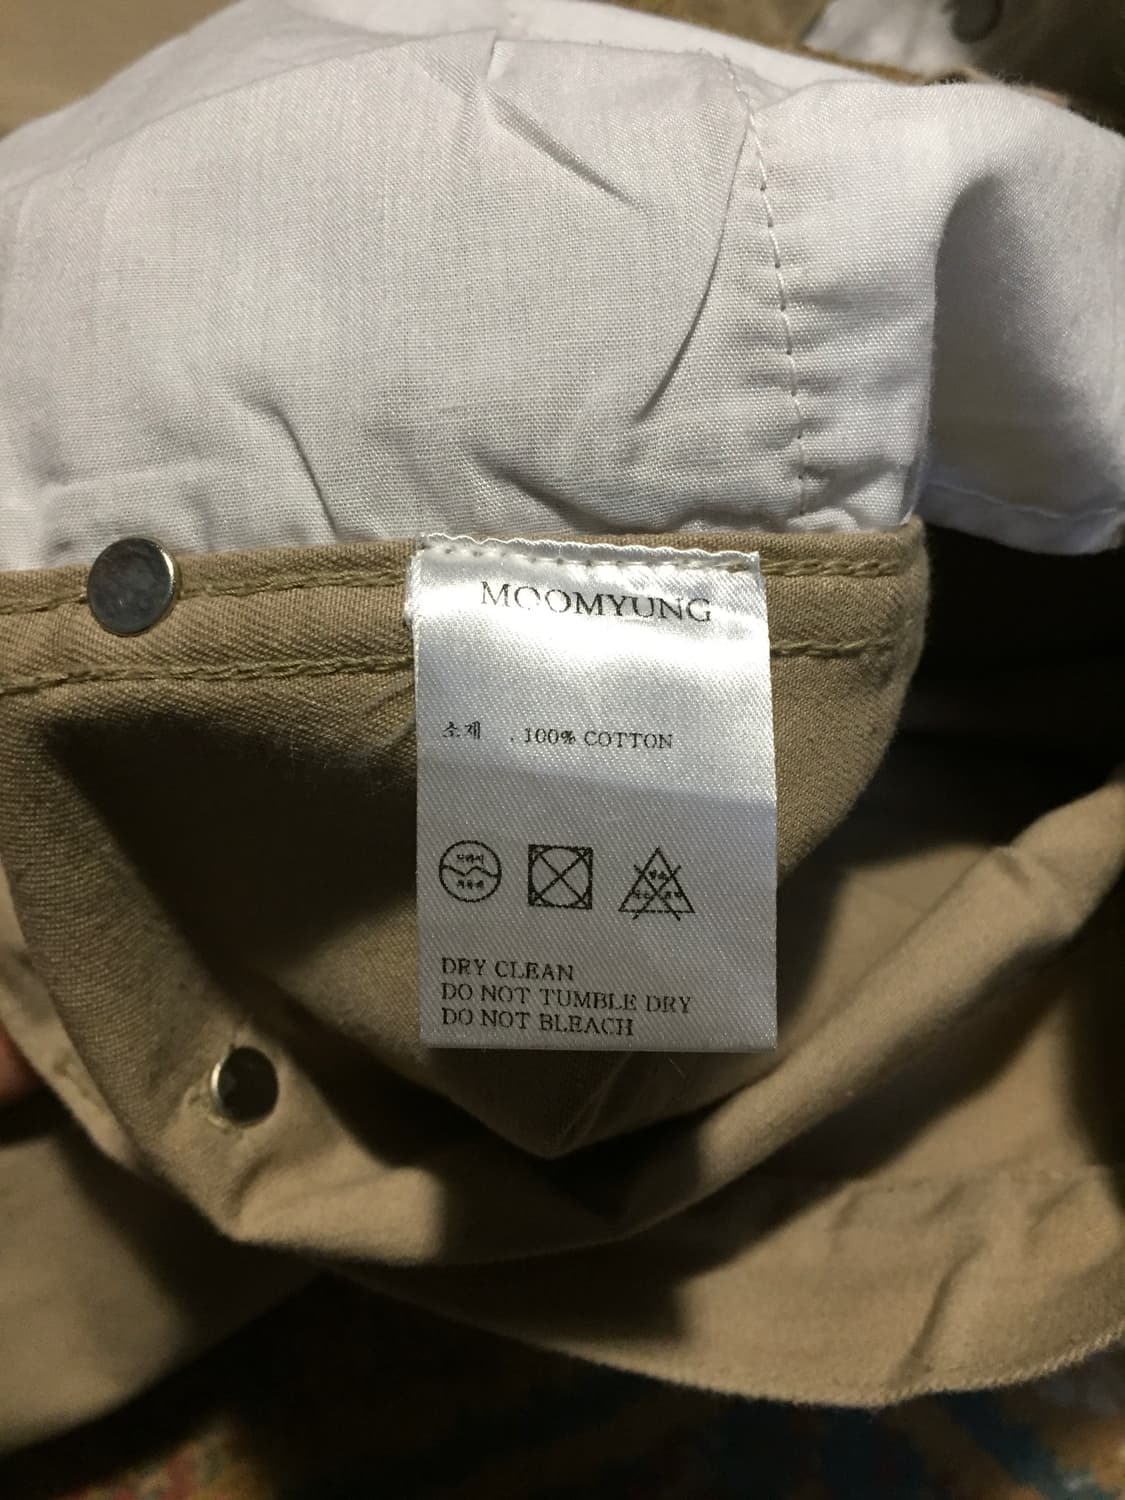 MOOMYUNG
소재 . 100% COTTON
DRY CLEAN
DO NOT TUMBLE DRY
DO NOT BLEACH